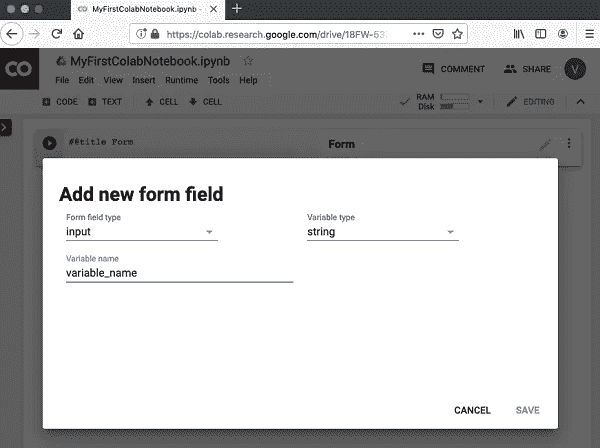 MyFirstColabNotebook.ipynb -
https://colab.research.google.com/drive/18FW-53
CO
MyFirstColabNotebook.ipynb
COMMENT
SHARE
V
File Edit View Insert Runtime Tools Help
CODE TEXT CELL CELL
RAM
Disk
EDITING
#@title Form
Form
Add new form field
Form field type
Variable type
input
string
Variable name
variable_name
CANCEL SAVE